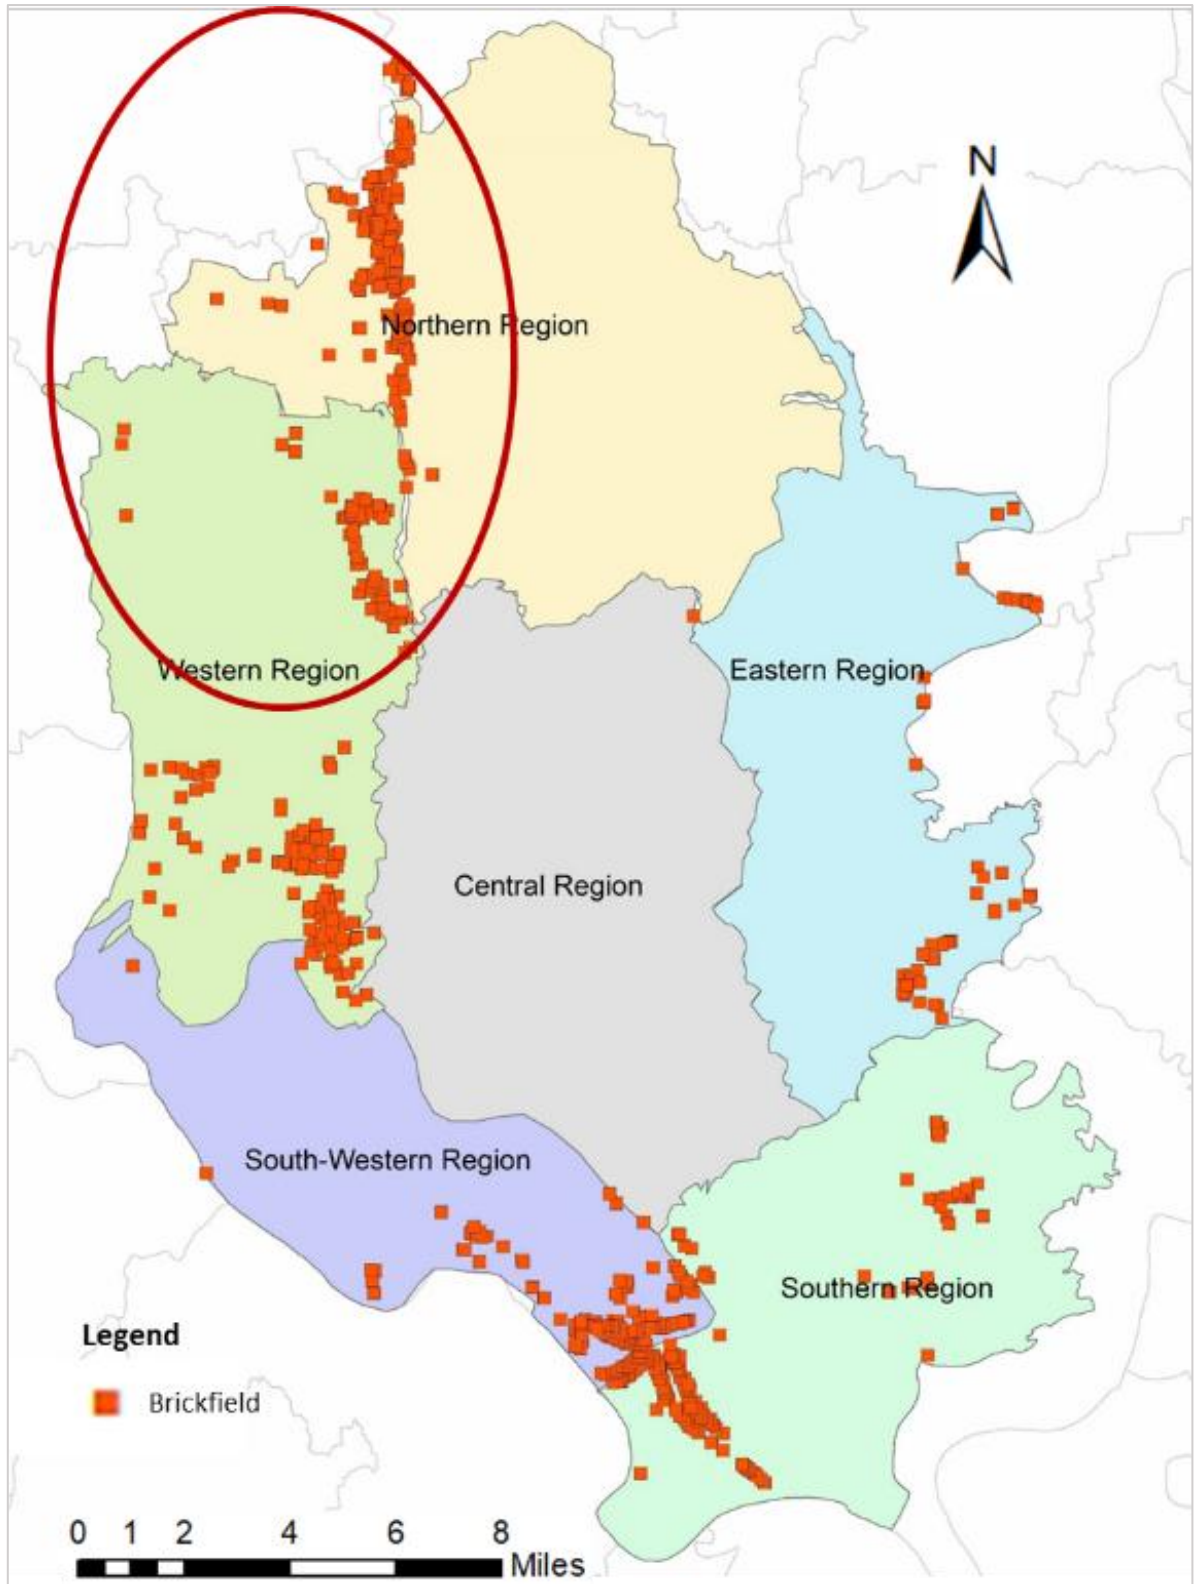 N
Northern Region
Western Region
Eastern Region
Central Region
South-Western Region
Southern Region
Legend
Brickfield
0 1 2 4 6 8
Miles